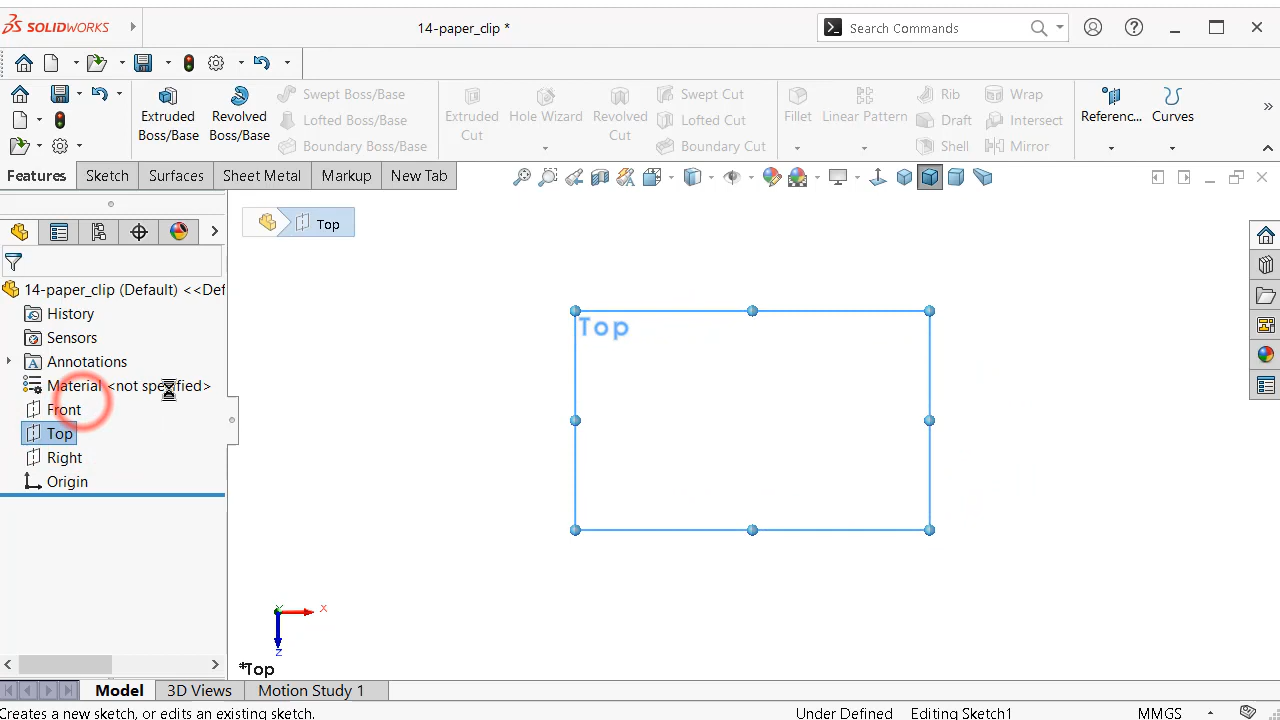 SOLIDWORKS
14-paper_clip *
Search Commands
Extruded Boss/Base
Revolved Boss/Base
Swept Boss/Base
Lofted Boss/Base
Boundary Boss/Base
Extruded Cut
Hole Wizard
Revolved Cut
Swept Cut
Lofted Cut
Boundary Cut
Fillet
Linear Pattern
Rib
Draft
Shell
Wrap
Intersect
Mirror
Referenc...
Curves
Features
Sketch
Surfaces
Sheet Metal
Markup
New Tab
Top
14-paper_clip (Default) <<Def
History
Sensors
Annotations
Material <not specified>
Front
Top
Right
Origin
Top
Y
X
Z
*Top
Model
3D Views
Motion Study 1
Creates a new sketch, or edits an existing sketch.
Under Defined
Editing Sketch1
MMGS